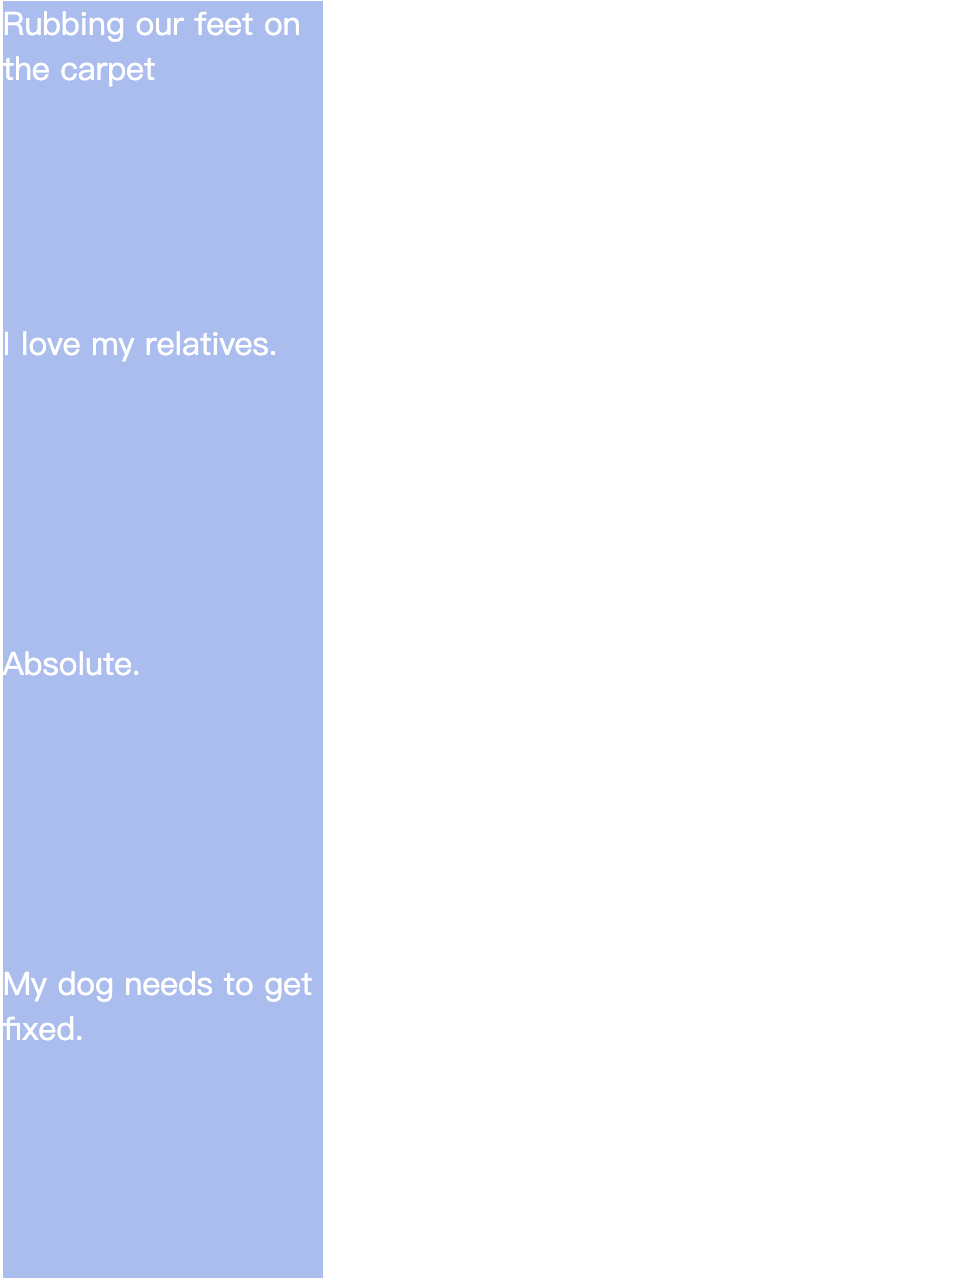 Rubbing our feet on
the carpet
I love my relatives.
Absolute.
My dog needs to get
fixed.